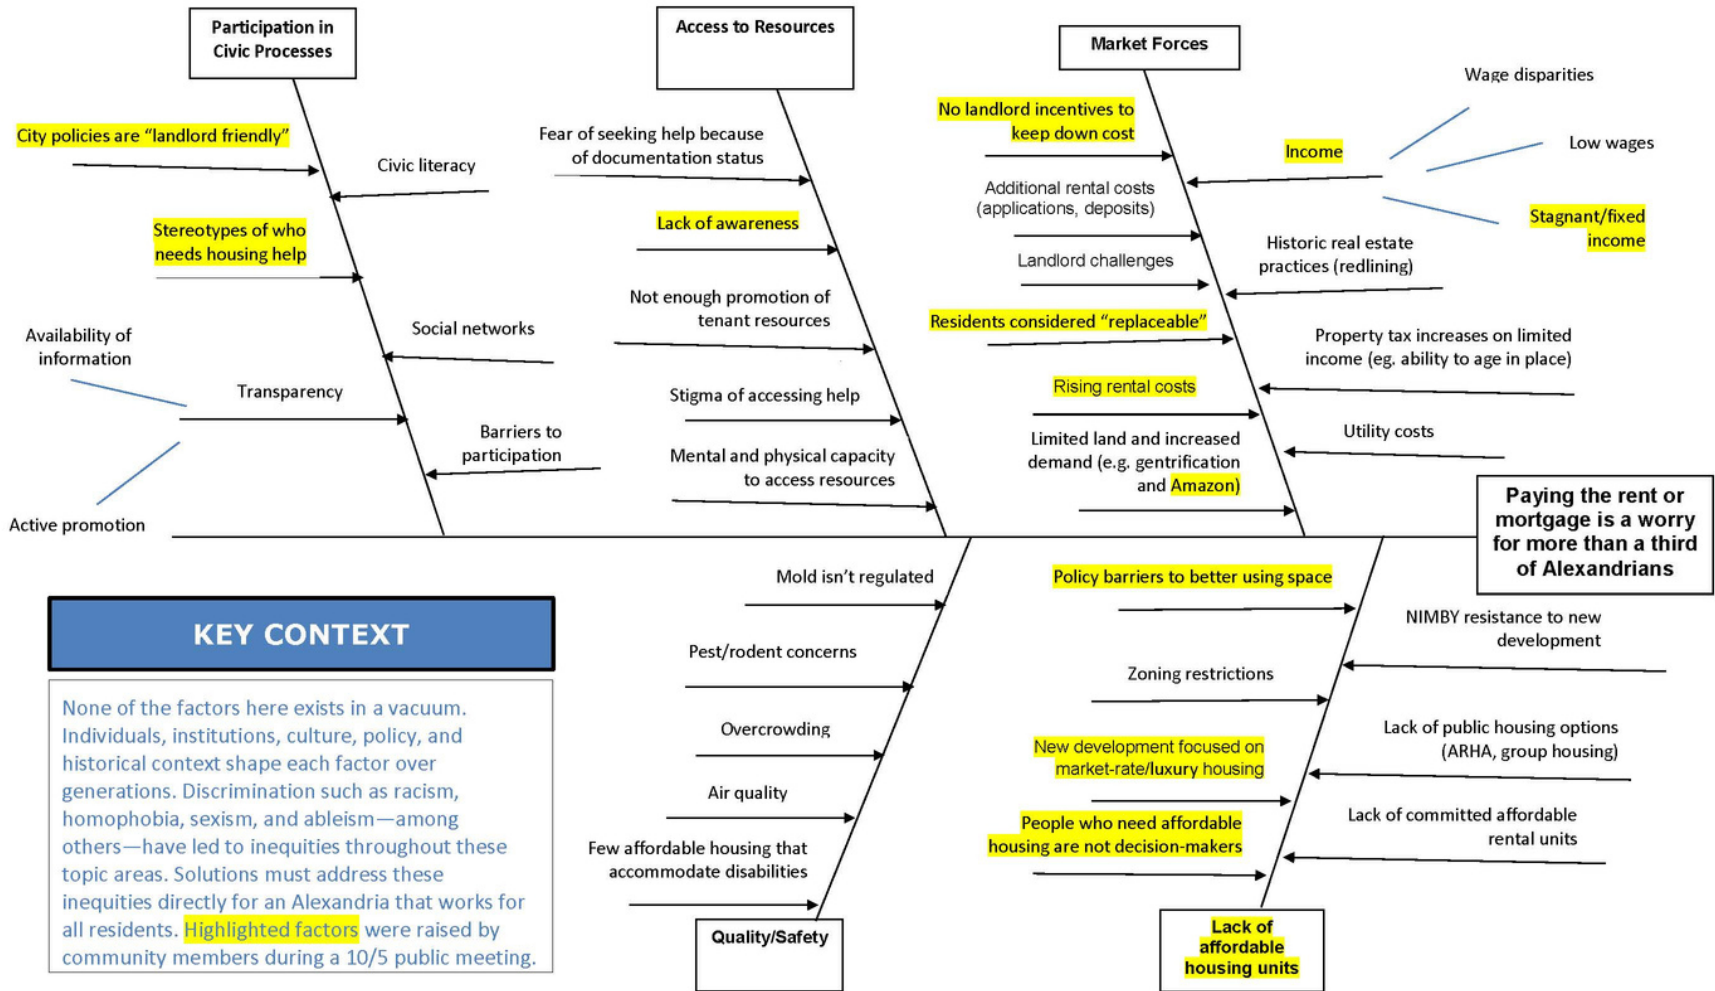 Participation in
Civic Processes
City policies are “landlord friendly”
Civic literacy
Stereotypes of who
needs housing help
Social networks
Availability of
information
Transparency
Barriers to
participation
Active promotion
Access to Resources
Fear of seeking help because
of documentation status
Lack of awareness
Not enough promotion of
tenant resources
Stigma of accessing help
Mental and physical capacity
to access resources
Market Forces
No landlord incentives to
keep down cost
Additional rental costs
(applications, deposits)
Landlord challenges
Residents considered “replaceable”
Rising rental costs
Limited land and increased
demand (e.g. gentrification
and Amazon)
Wage disparities
Income
Low wages
Stagnant/fixed
income
Historic real estate
practices (redlining)
Property tax increases on limited
income (eg. ability to age in place)
Utility costs
Paying the rent or
mortgage is a worry
for more than a third
of Alexandrians
KEY CONTEXT
None of the factors here exists in a vacuum.
Individuals, institutions, culture, policy, and
historical context shape each factor over
generations. Discrimination such as racism,
homophobia, sexism, and ableism—among
others—have led to inequities throughout these
topic areas. Solutions must address these
inequities directly for an Alexandria that works for
all residents. Highlighted factors were raised by
community members during a 10/5 public meeting.
Mold isn’t regulated
Pest/rodent concerns
Overcrowding
Air quality
Few affordable housing that
accommodate disabilities
Quality/Safety
Policy barriers to better using space
NIMBY resistance to new
development
Zoning restrictions
Lack of public housing options
(ARHA, group housing)
New development focused on
market-rate/luxury housing
Lack of committed affordable
rental units
People who need affordable
housing are not decision-makers
Lack of
affordable
housing units